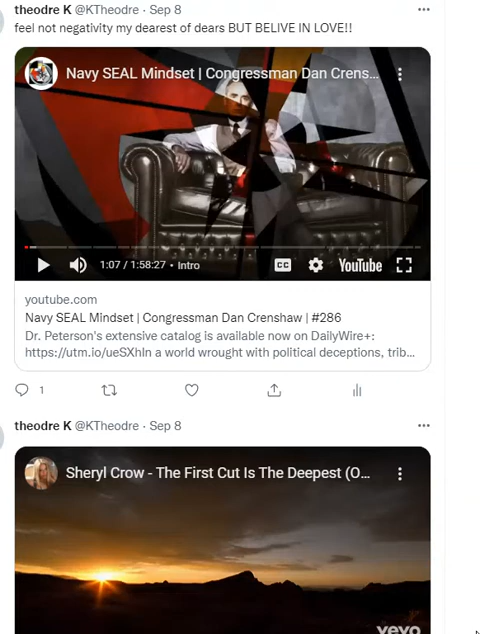 theodre K @KTheodre · Sep 8
feel not negativity my dearest of dears BUT BELIVE IN LOVE!!
Navy SEAL Mindset | Congressman Dan Crens...
1:07 / 1:58:27 • Intro
CC
YouTube
youtube.com
Navy SEAL Mindset | Congressman Dan Crenshaw | #286
Dr. Peterson's extensive catalog is available now on DailyWire+:
https://utm.io/ueSXhIn a world wrought with political deceptions, trib...
1
theodre K @KTheodre · Sep 8
Sheryl Crow - The First Cut Is The Deepest (O...
vevo